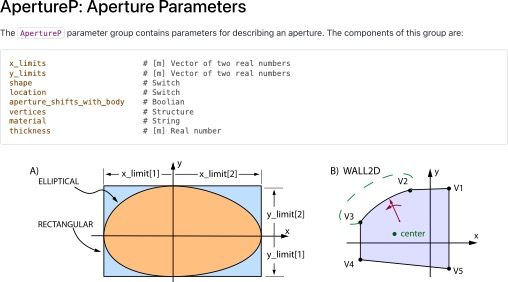 ApertureP: Aperture Parameters
The ApertureP parameter group contains parameters for describing an aperture. The components of this group are:
x_limits # [m] Vector of two real numbers
y_limits # [m] Vector of two real numbers
shape # Switch
location # Switch
aperture_shifts_with_body # Boolian
vertices # Structure
material # String
thickness # [m] Real number
A)
ELLIPTICAL
RECTANGULAR
x_limit[1]
x_limit[2]
y
x
y_limit[2]
y_limit[1]
B) WALL2D
y
V2
V1
V3
center
x
V4
V5